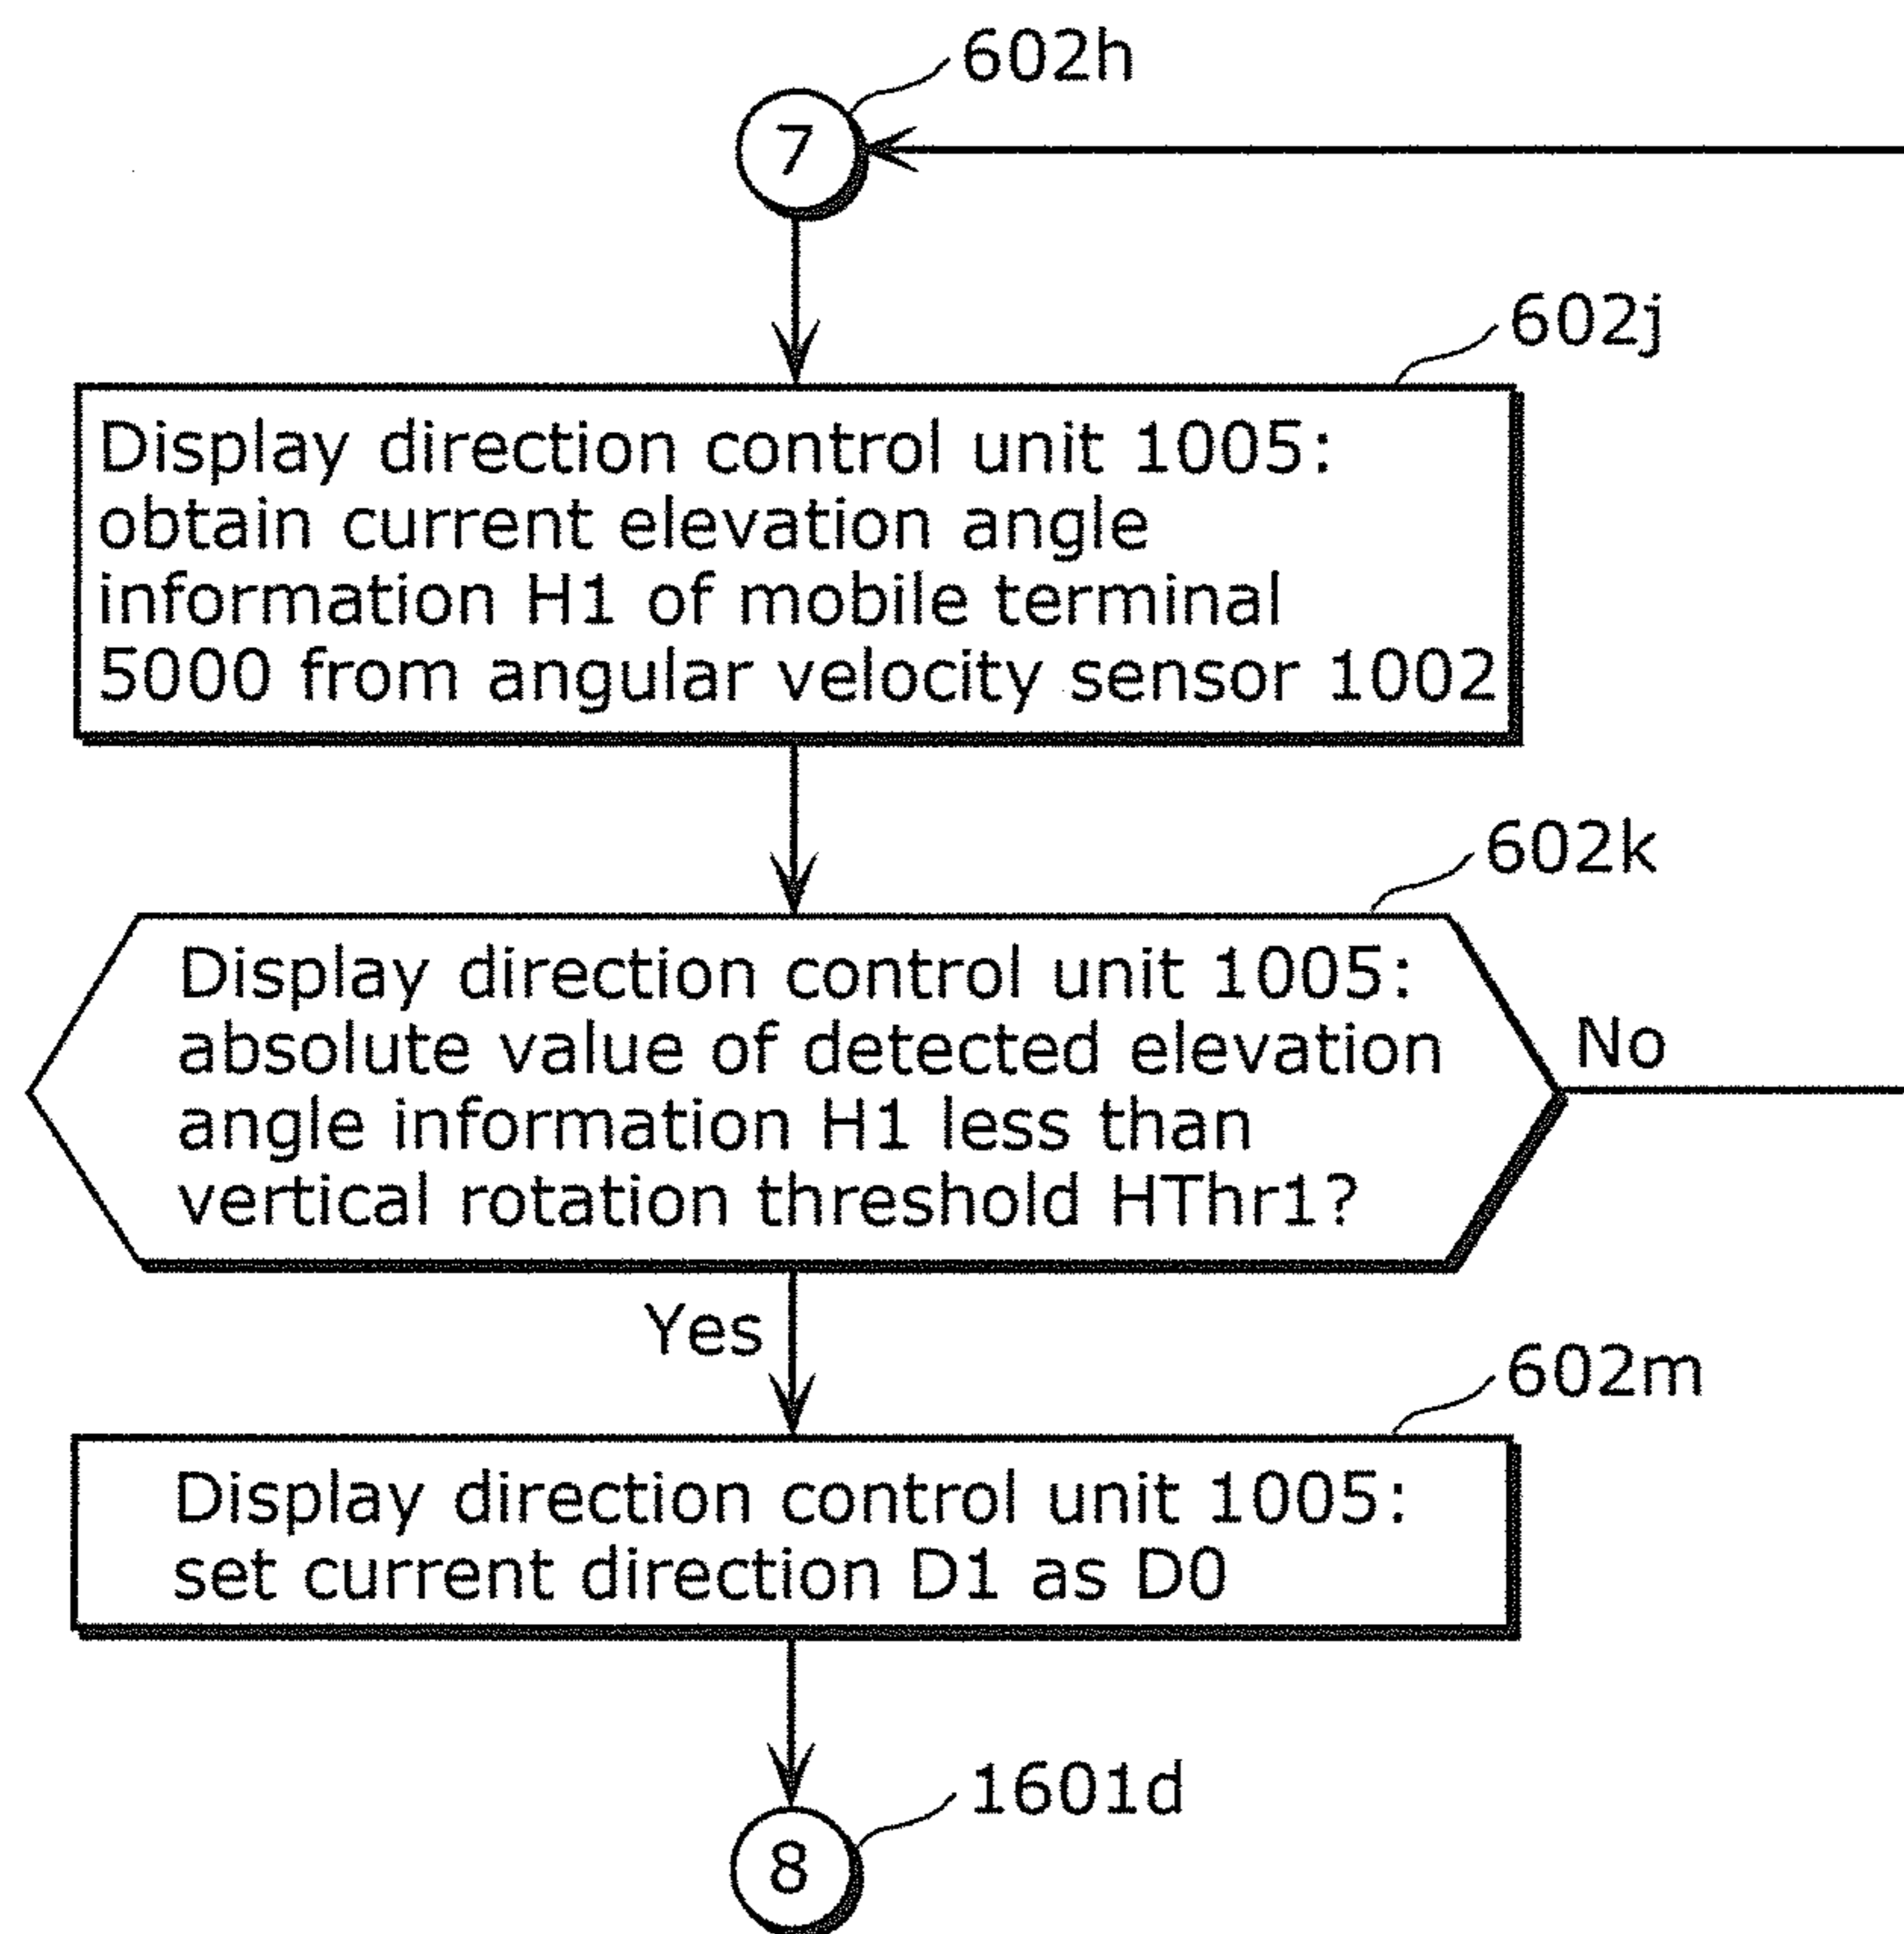 602h
7
602j
Display direction control unit 1005:
obtain current elevation angle
information H1 of mobile terminal
5000 from angular velocity sensor 1002
602k
Display direction control unit 1005:
absolute value of detected elevation
angle information H1 less than
vertical rotation threshold HThr1?
No
Yes
602m
Display direction control unit 1005:
set current direction D1 as D0
1601d
8